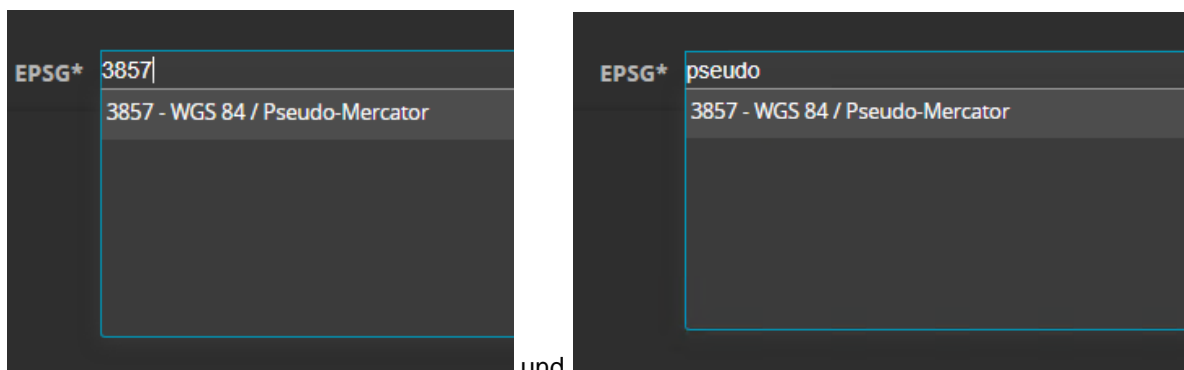 EPSG* 3857
3857 - WGS 84 / Pseudo-Mercator
und
EPSG* pseudo
3857 - WGS 84 / Pseudo-Mercator